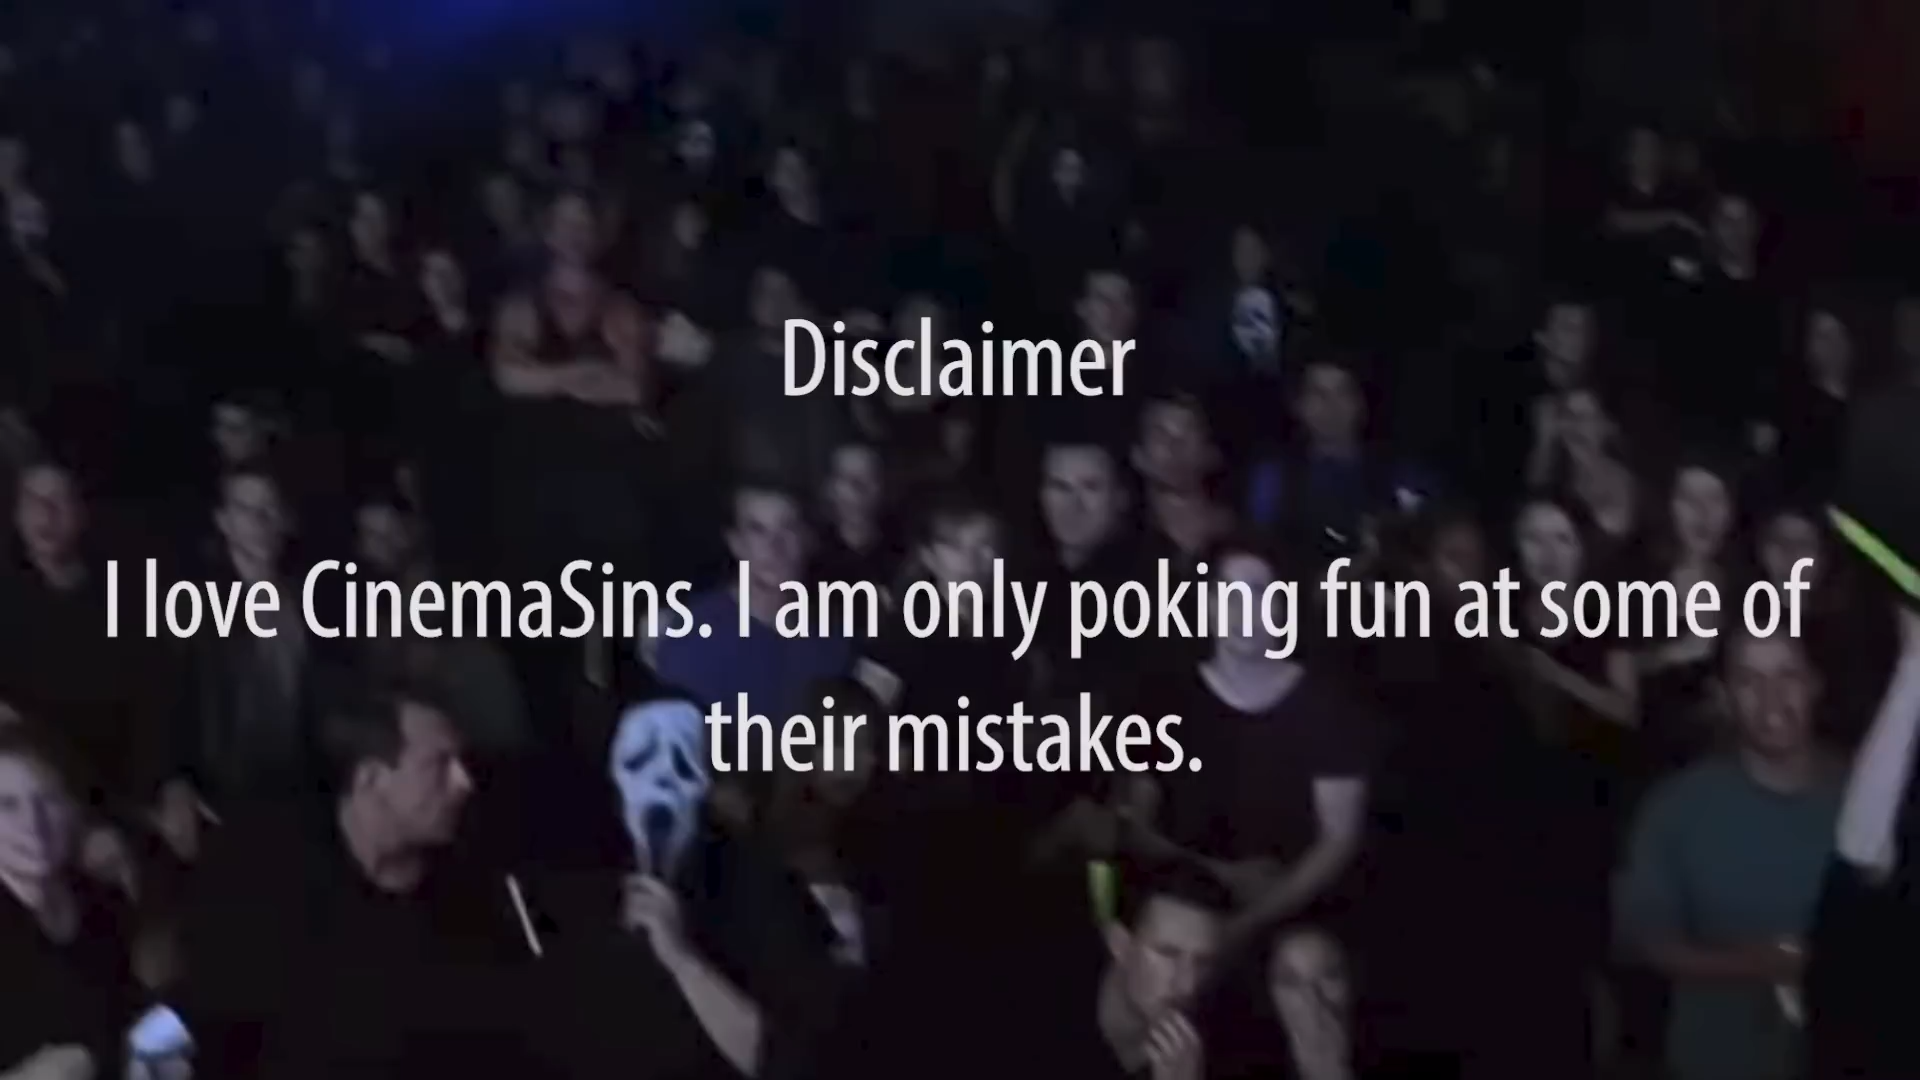 Disclaimer
I love CinemaSins. I am only poking fun at some of
their mistakes.